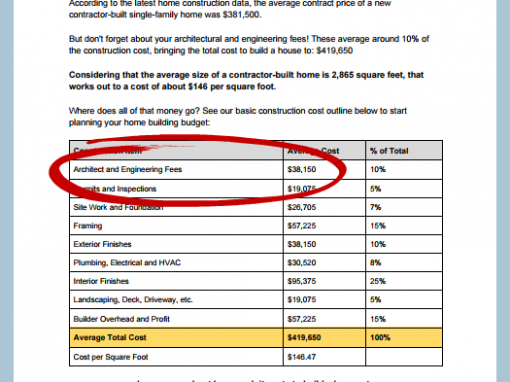 According to the latest home construction data, the average contract price of a new
contractor-built single-family home was $381,500.
But don't forget about your architectural and engineering fees! These average around 10% of
the construction cost, bringing the total cost to build a house to: $419,650
Considering that the average size of a contractor-built home is 2,865 square feet, that
works out to a cost of about $146 per square foot.
Where does all of that money go? See our basic construction cost outline below to start
planning your home building budget:
Construction Item Average Cost % of Total
Architect and Engineering Fees $38,150 10%
Permits and Inspections $19,075 5%
Site Work and Foundation $26,705 7%
Framing $57,225 15%
Exterior Finishes $38,150 10%
Plumbing, Electrical and HVAC $30,520 8%
Interior Finishes $95,375 25%
Landscaping, Deck, Driveway, etc. $19,075 5%
Builder Overhead and Profit $57,225 15%
Average Total Cost $419,650 100%
Cost per Square Foot $146.47